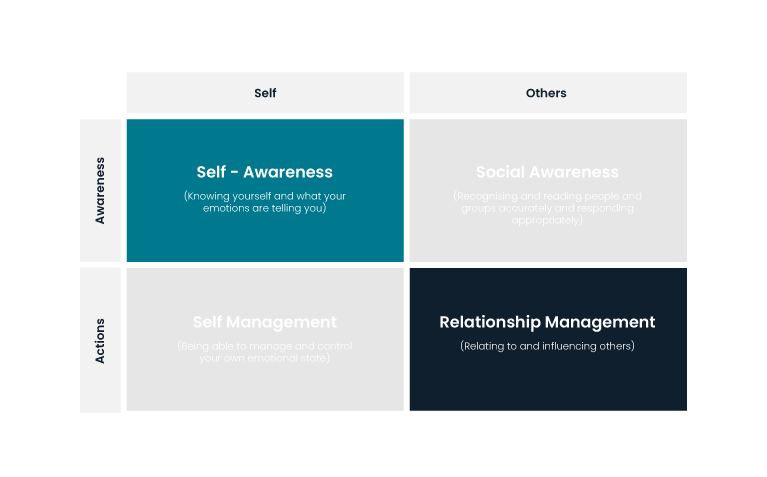 Self
Others
Awareness
Self - Awareness
(Knowing yourself and what your
emotions are telling you)
Social Awareness
(Recognising and reading people and
groups accurately and responding
appropriately)
Actions
Self Management
(Being able to manage and control
your own emotional state)
Relationship Management
(Relating to and influencing others)